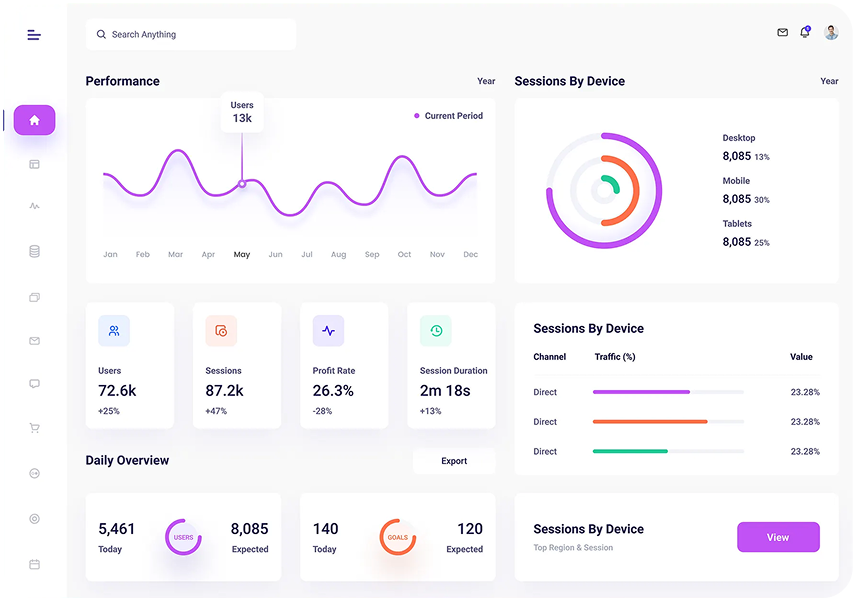 Search Anything
Performance
Year
Users
13k
Current Period
Jan Feb Mar Apr May Jun Jul Aug Sep Oct Nov Dec
Sessions By Device
Year
Desktop
8,085 13%
Mobile
8,085 30%
Tablets
8,085 25%
Users
72.6k
+25%
Sessions
87.2k
+47%
Profit Rate
26.3%
-28%
Session Duration
2m 18s
+13%
Sessions By Device
Channel Traffic (%) Value
Direct 23.28%
Direct 23.28%
Direct 23.28%
Daily Overview
Export
5,461
Today
USERS
8,085
Expected
140
Today
GOALS
120
Expected
Sessions By Device
Top Region & Session
View